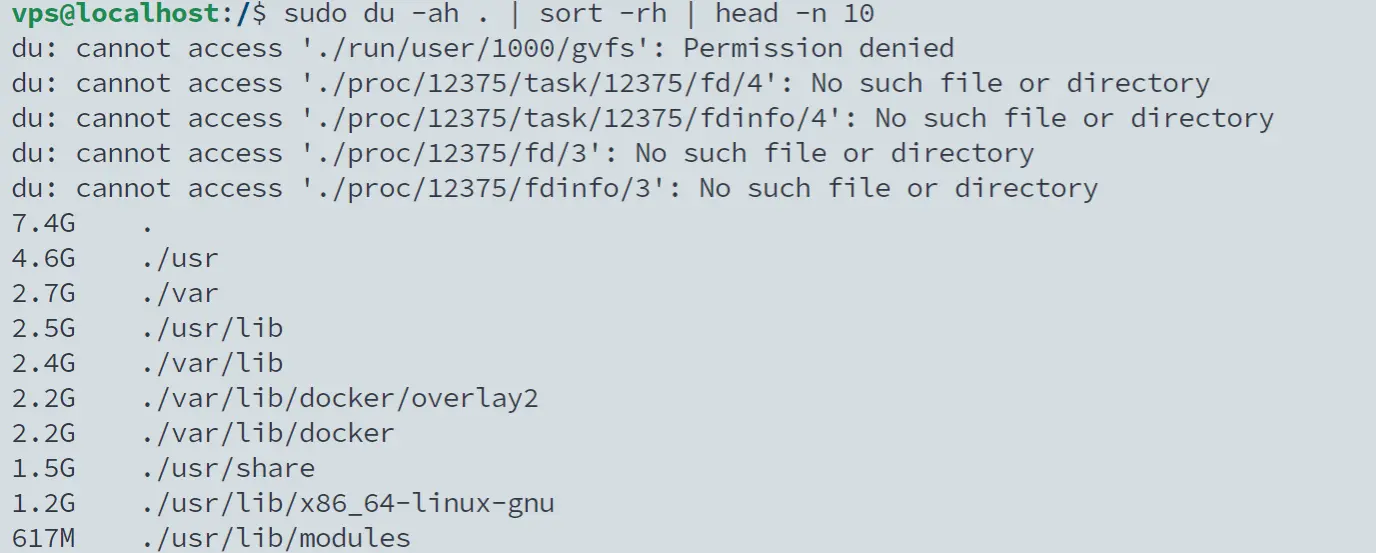 vps@localhost:/$ sudo du -ah . | sort -rh | head -n 10
du: cannot access './run/user/1000/gvfs': Permission denied
du: cannot access './proc/12375/task/12375/fd/4': No such file or directory
du: cannot access './proc/12375/task/12375/fdinfo/4': No such file or directory
du: cannot access './proc/12375/fd/3': No such file or directory
du: cannot access './proc/12375/fdinfo/3': No such file or directory
7.4G    .
4.6G    ./usr
2.7G    ./var
2.5G    ./usr/lib
2.4G    ./var/lib
2.2G    ./var/lib/docker/overlay2
2.2G    ./var/lib/docker
1.5G    ./usr/share
1.2G    ./usr/lib/x86_64-linux-gnu
617M    ./usr/lib/modules